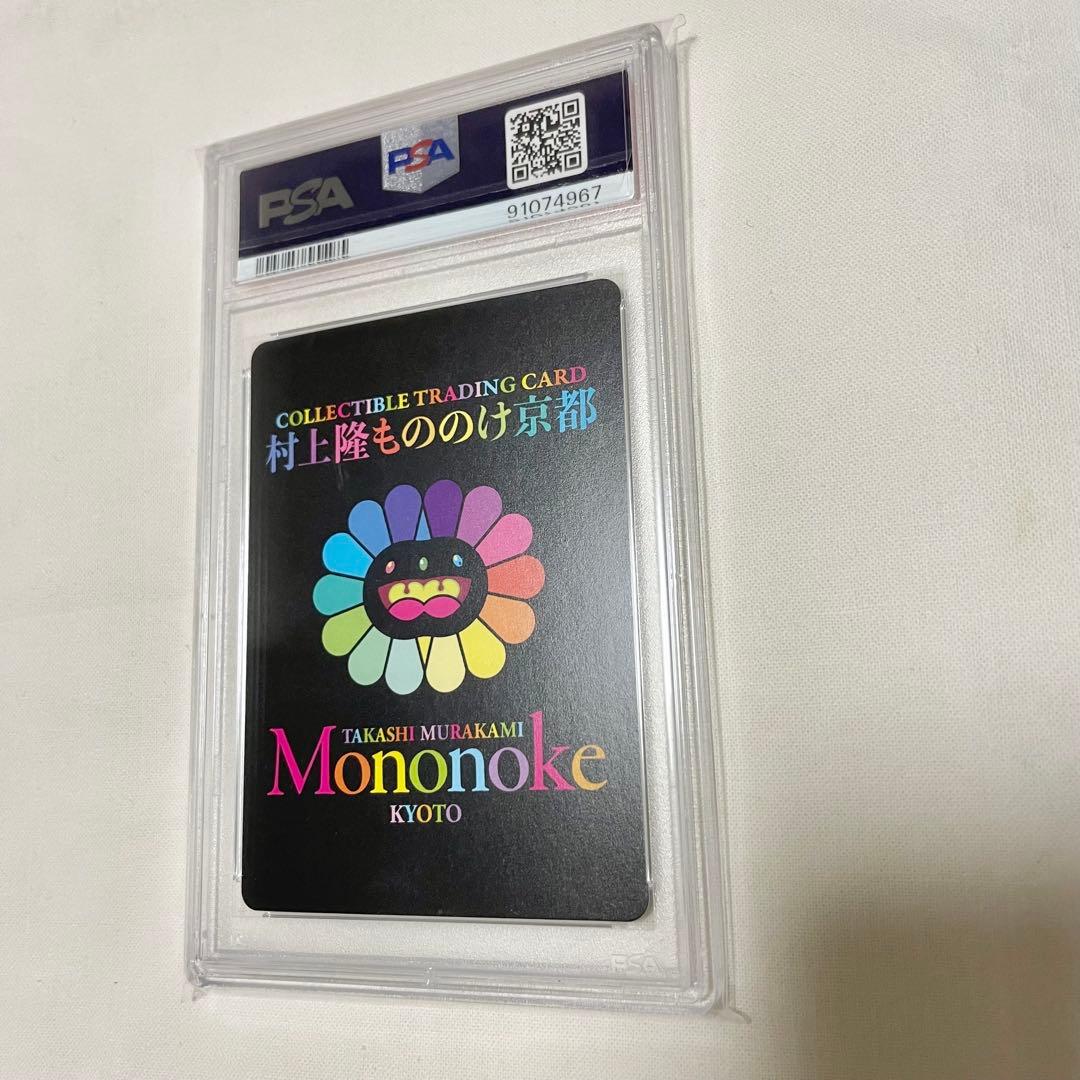 PSA
PSA
91074967
COLLECTIBLE TRADING CARD
村上隆もののけ京都
TAKASHI MURAKAMI
Mononoke
KYOTO
PSA